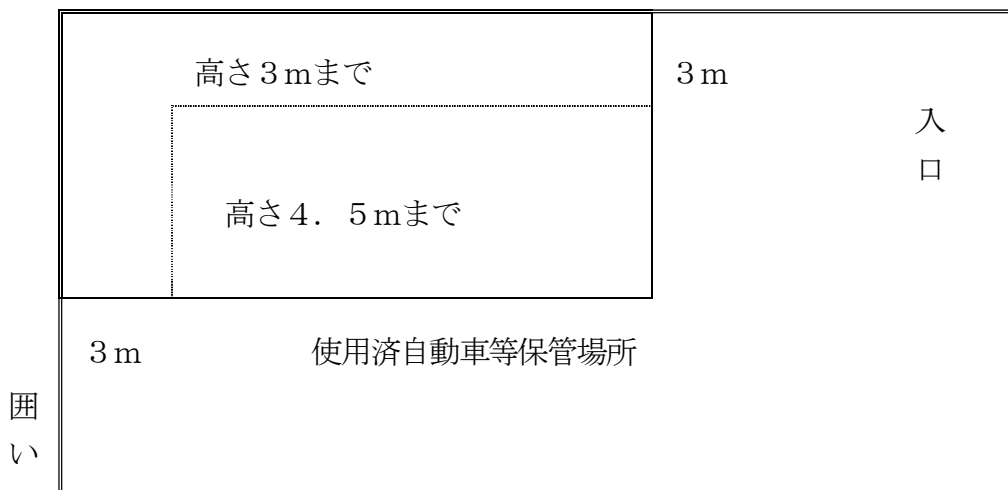 高さ３ｍまで
３ｍ
入口
高さ４．５ｍまで
３ｍ
使用済自動車等保管場所
囲い